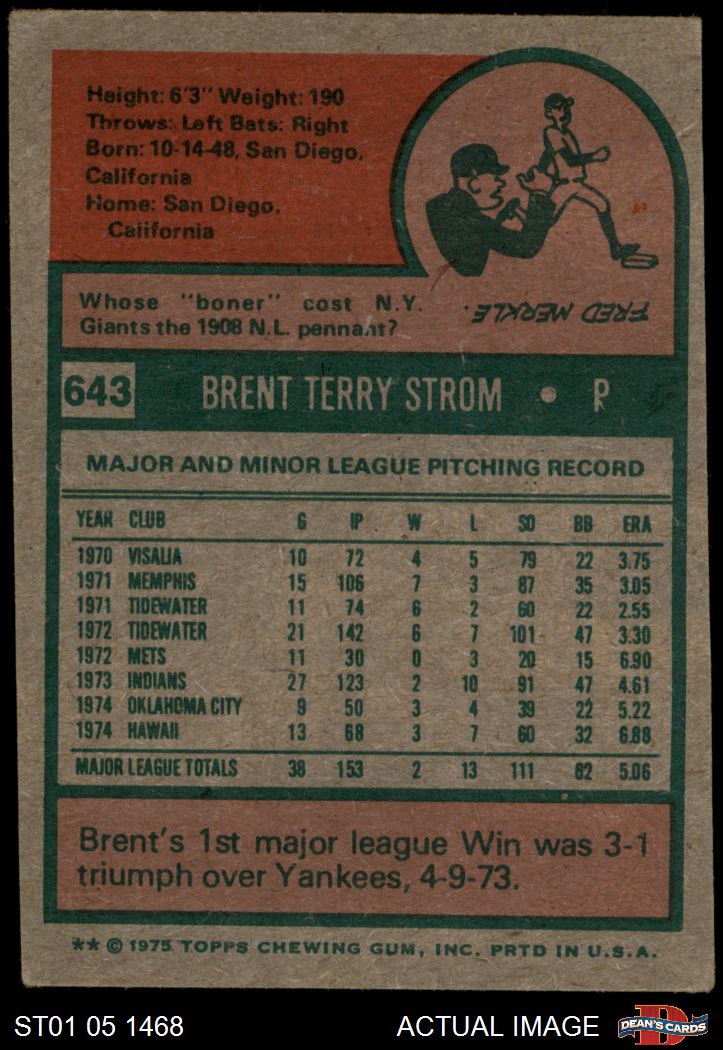 Height: 6'3" Weight: 190
Throws: Left Bats: Right
Born: 10-14-48, San Diego,
California
Home: San Diego,
California
Whose "boner" cost N.Y.
Giants the 1908 N.L. pennant?
FRED MERKLE.
643 BRENT TERRY STROM • P
MAJOR AND MINOR LEAGUE PITCHING RECORD
YEAR CLUB G IP W L SO BB ERA
1970 VISALIA 10 72 4 5 79 22 3.75
1971 MEMPHIS 15 106 7 3 87 35 3.05
1971 TIDEWATER 11 74 6 2 60 22 2.55
1972 TIDEWATER 21 142 6 7 101 47 3.30
1972 METS 11 30 0 3 20 15 6.90
1973 INDIANS 27 123 2 10 91 47 4.61
1974 OKLAHOMA CITY 9 50 3 4 39 22 5.22
1974 HAWAII 13 68 3 7 60 32 6.88
MAJOR LEAGUE TOTALS 38 153 2 13 111 62 5.06
Brent's 1st major league Win was 3-1
triumph over Yankees, 4-9-73.
** © 1975 TOPPS CHEWING GUM, INC. PRTD IN U.S.A.
ST01 05 1468 ACTUAL IMAGE DEAN'S CARDS